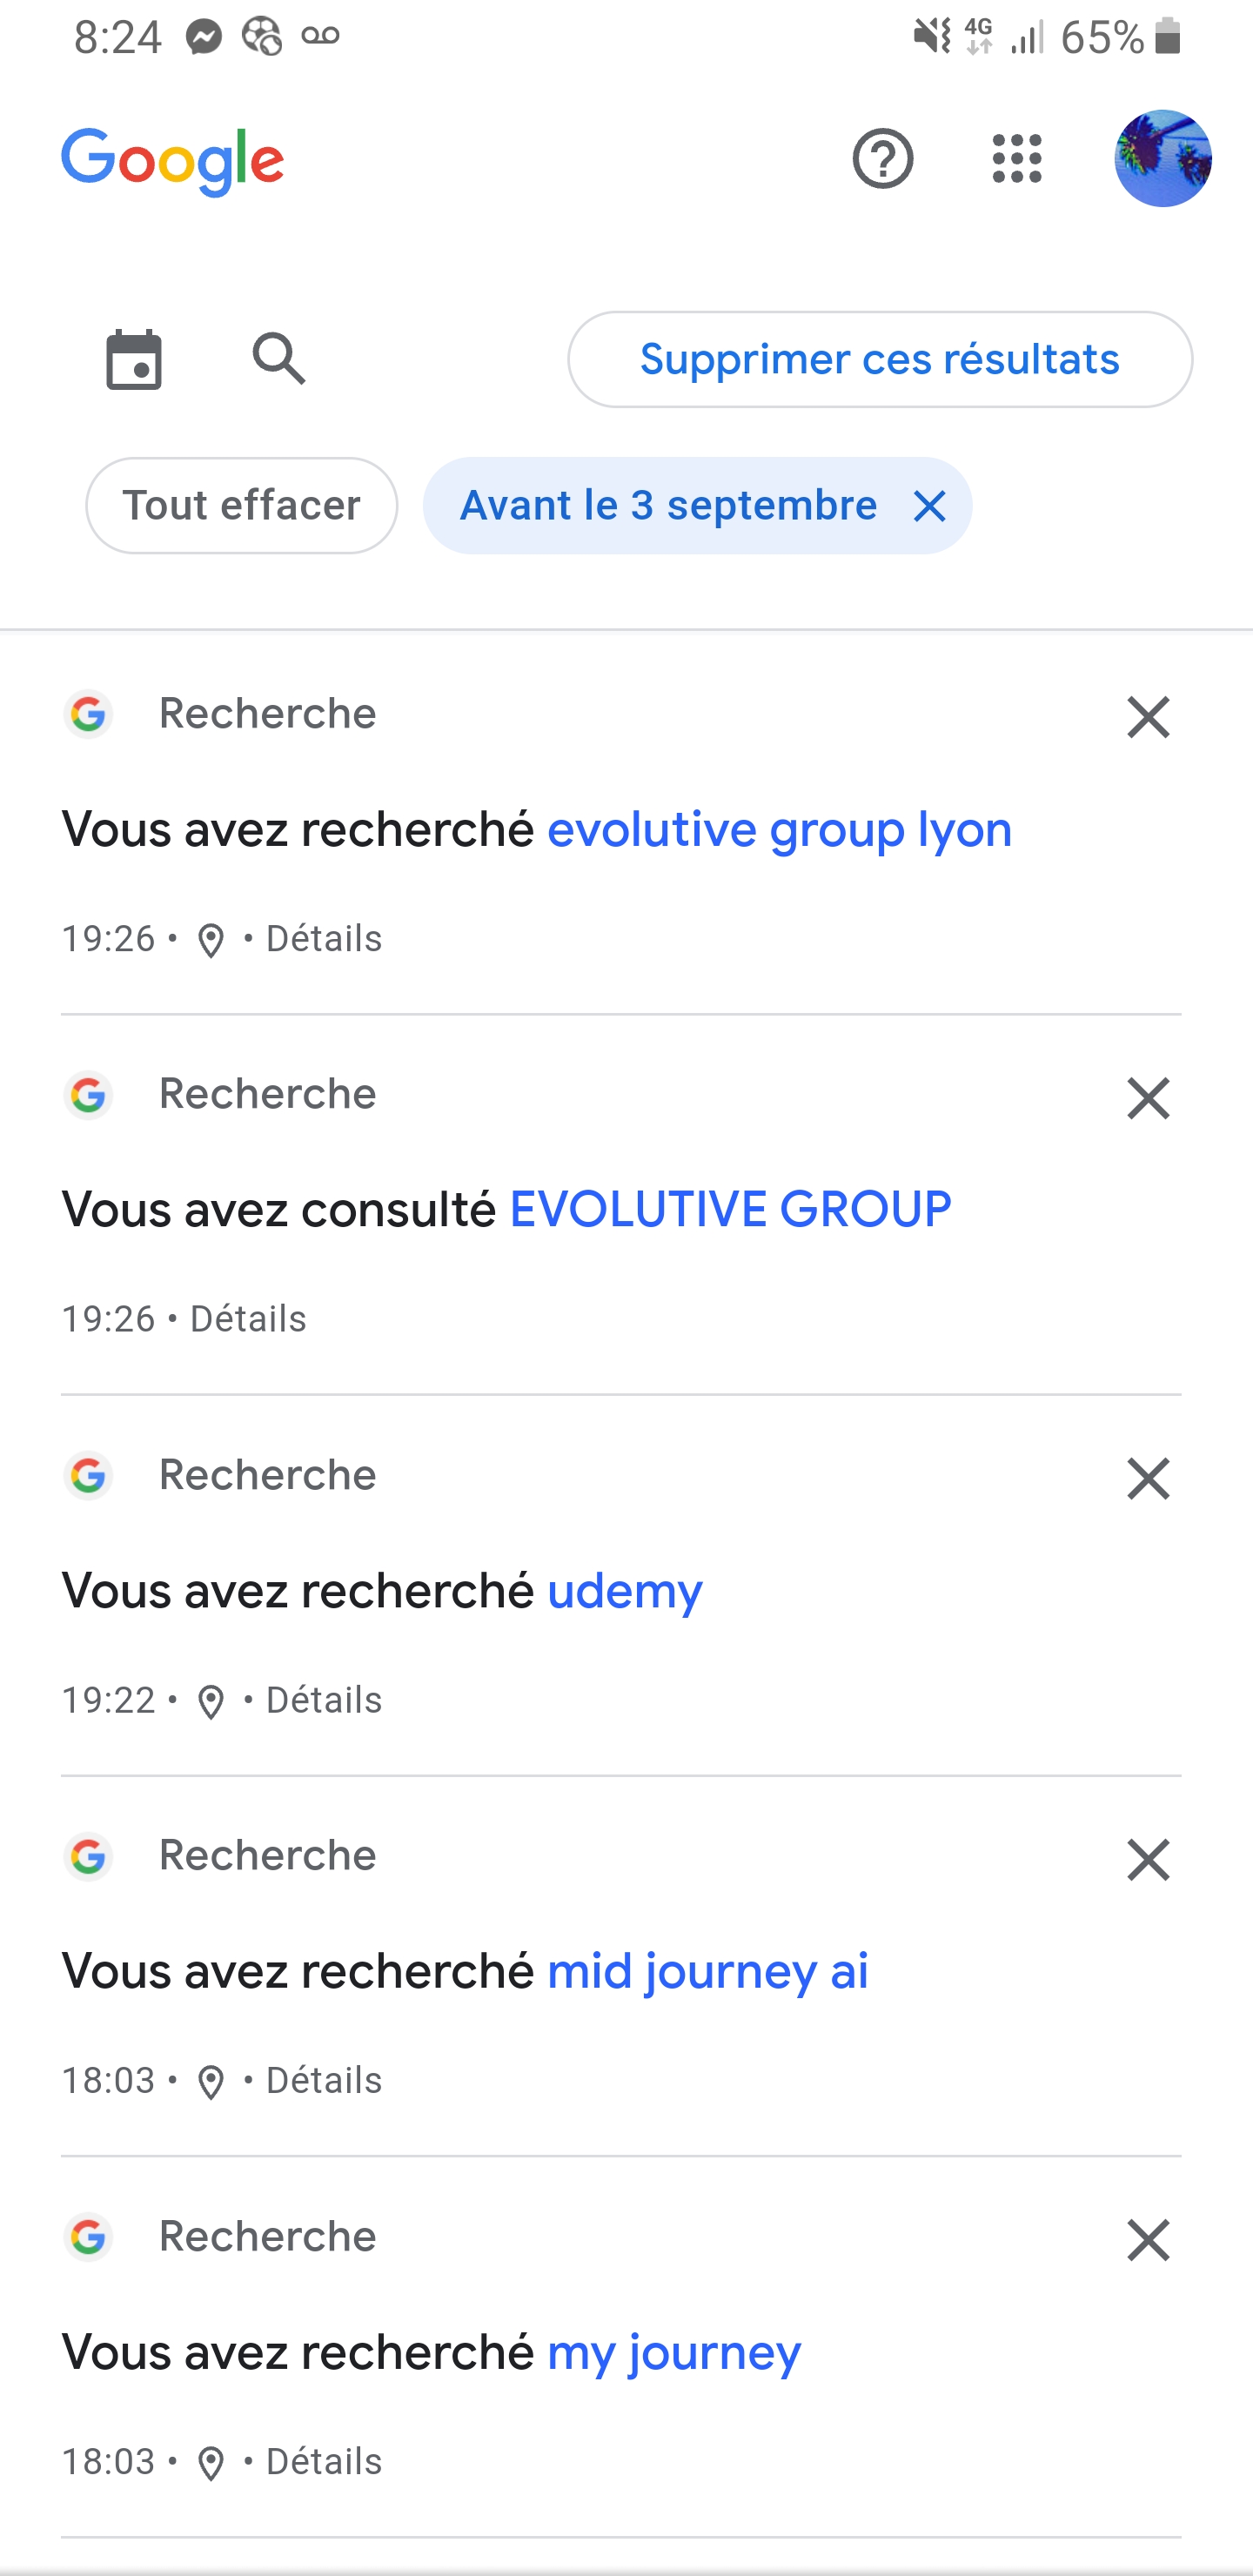 8:24 4G 65%
Google
Supprimer ces résultats
Tout effacer Avant le 3 septembre
Recherche
Vous avez recherché evolutive group lyon
19:26 • • Détails
Recherche
Vous avez consulté EVOLUTIVE GROUP
19:26 • Détails
Recherche
Vous avez recherché udemy
19:22 • • Détails
Recherche
Vous avez recherché mid journey ai
18:03 • • Détails
Recherche
Vous avez recherché my journey
18:03 • • Détails